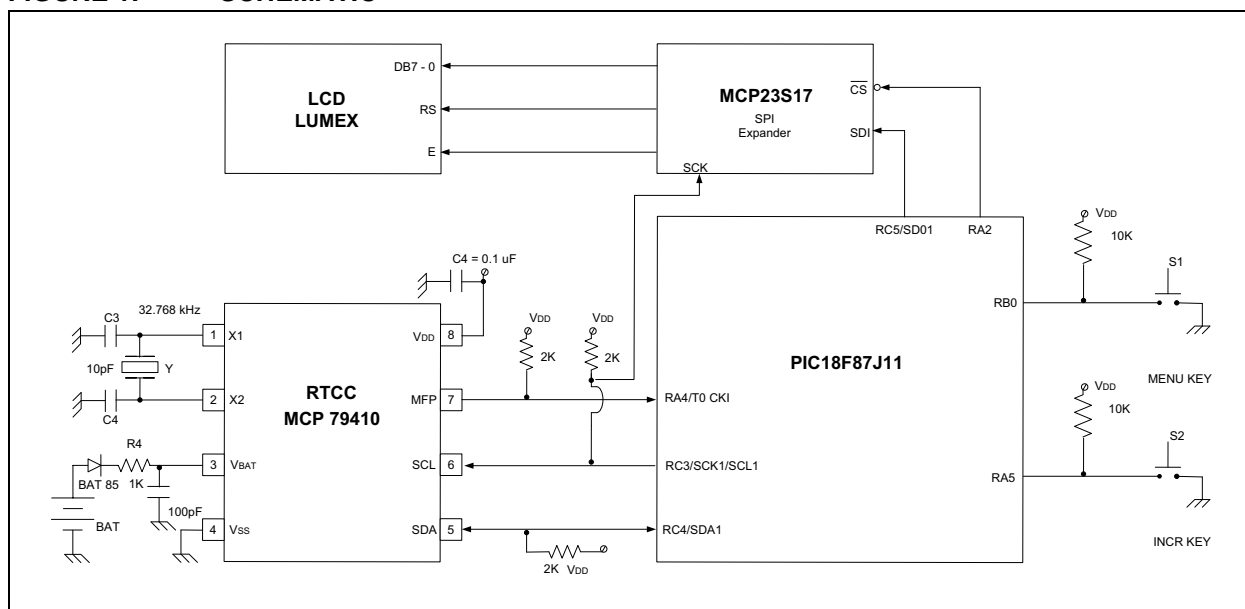 DB7 - 0
LCD
LUMEX
RS
E
MCP23S17
SPI
Expander
CS
SDI
SCK
RC5/SD01
RA2
VDD
10K
S1
RB0
MENU KEY
C4 = 0.1 uF
32.768 kHz
C3
1
X1
VDD
8
10pF
Y
RTCC
MCP 79410
2
X2
C4
MFP
7
VDD
2K
VDD
2K
RA4/T0 CKI
PIC18F87J11
R4
3
VBAT
BAT 85
1K
SCL
6
RC3/SCK1/SCL1
VDD
10K
S2
RA5
100pF
BAT
4
VSS
SDA
5
RC4/SDA1
2K
VDD
INCR KEY